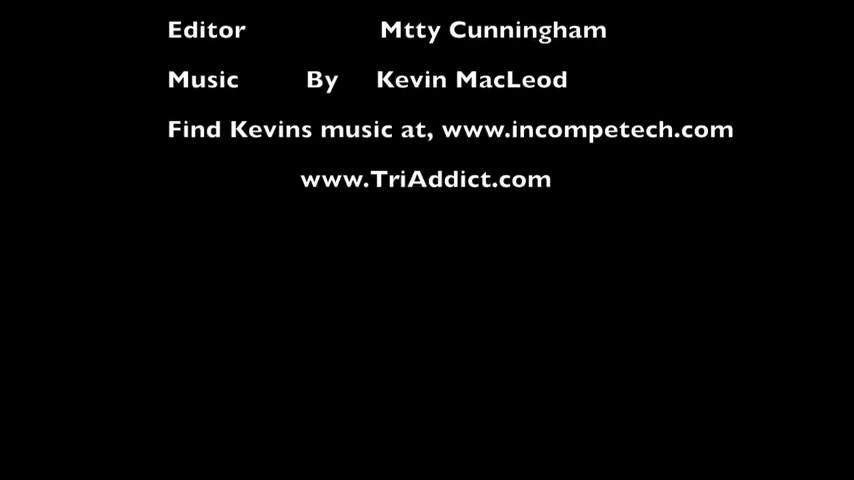 Editor Mtty Cunningham
Music By Kevin MacLeod
Find Kevins music at, www.incompetech.com
www.TriAddict.com